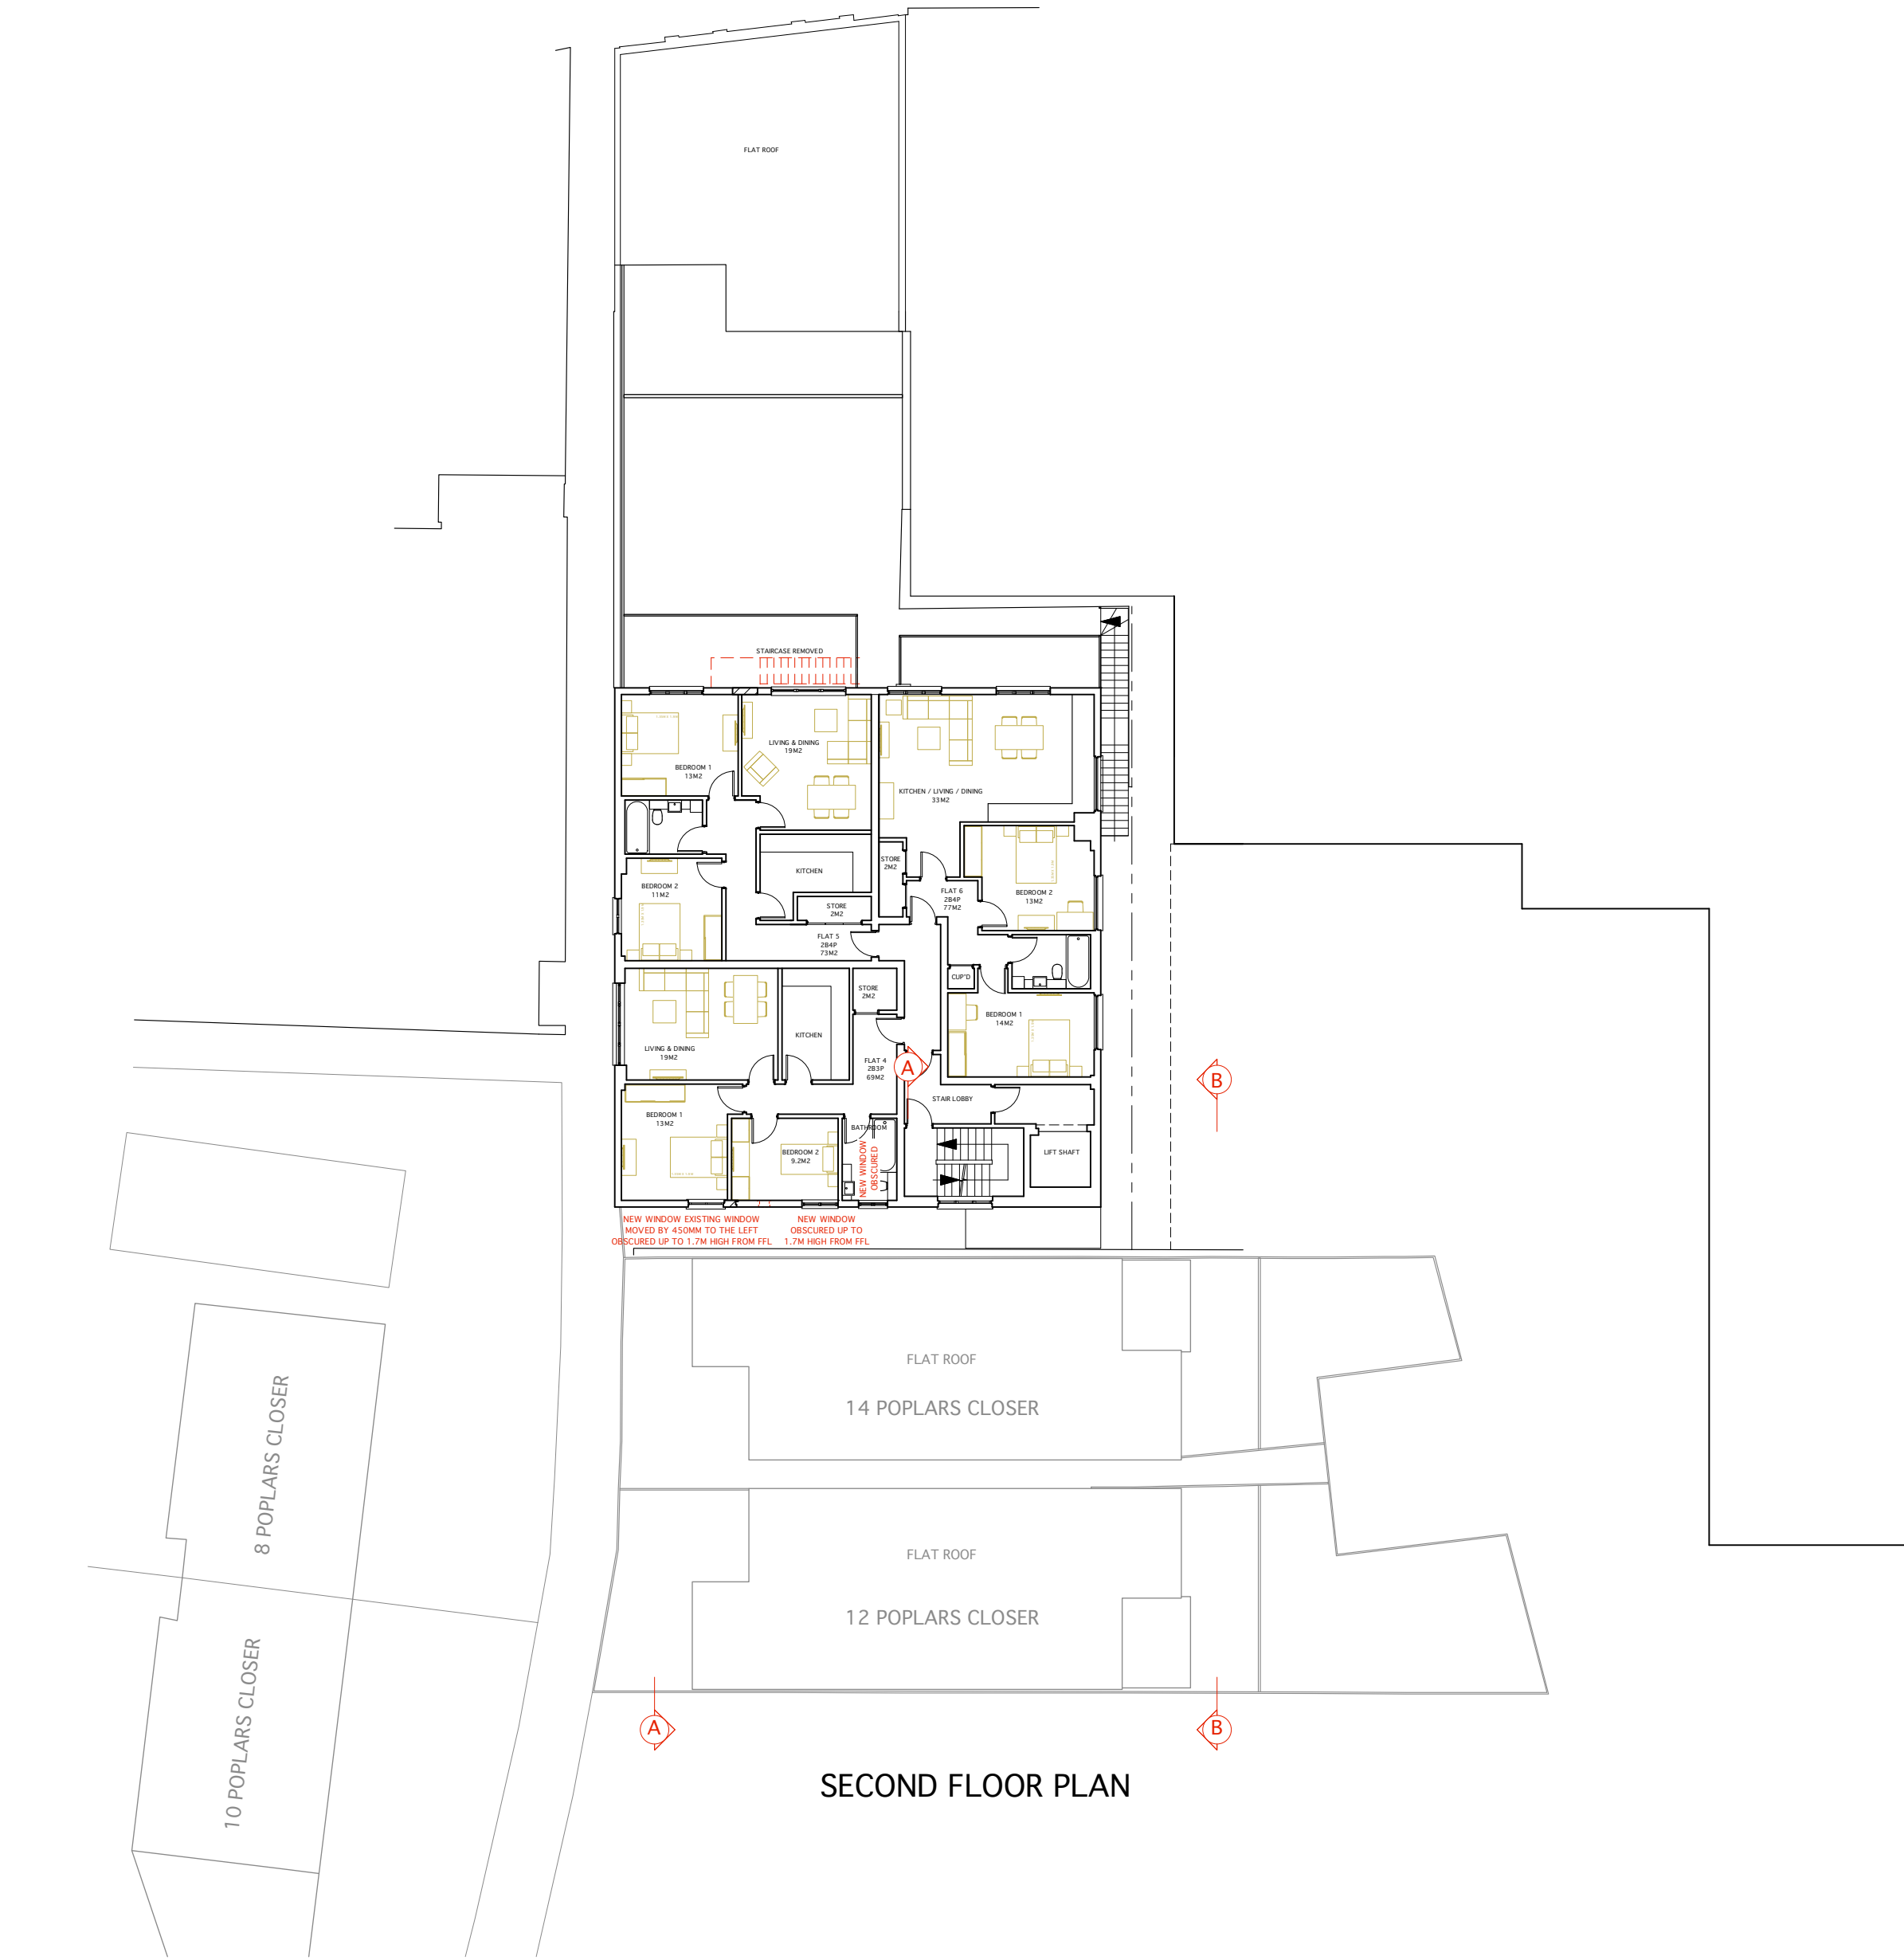 FLAT ROOF
STAIRCASE REMOVED
LIVING & DINING
19M2
BEDROOM 1
13M2
KITCHEN / LIVING / DINING
33M2
KITCHEN
STORE
2M2
BEDROOM 2
11M2
STORE
2M2
FLAT 6
2B4P
77M2
BEDROOM 2
13M2
FLAT 5
2B4P
73M2
CUP'D
STORE
2M2
BEDROOM 1
14M2
KITCHEN
LIVING & DINING
19M2
FLAT 4
2B3P
69M2
A
B
STAIR LOBBY
BEDROOM 1
13M2
BATHROOM
BEDROOM 2
9.2M2
NEW WINDOW
OBSCURED
LIFT SHAFT
NEW WINDOW EXISTING WINDOW
MOVED BY 450MM TO THE LEFT
OBSCURED UP TO 1.7M HIGH FROM FFL
NEW WINDOW
OBSCURED UP TO
1.7M HIGH FROM FFL
FLAT ROOF
14 POPLARS CLOSER
8 POPLARS CLOSER
FLAT ROOF
12 POPLARS CLOSER
10 POPLARS CLOSER
A
B
SECOND FLOOR PLAN